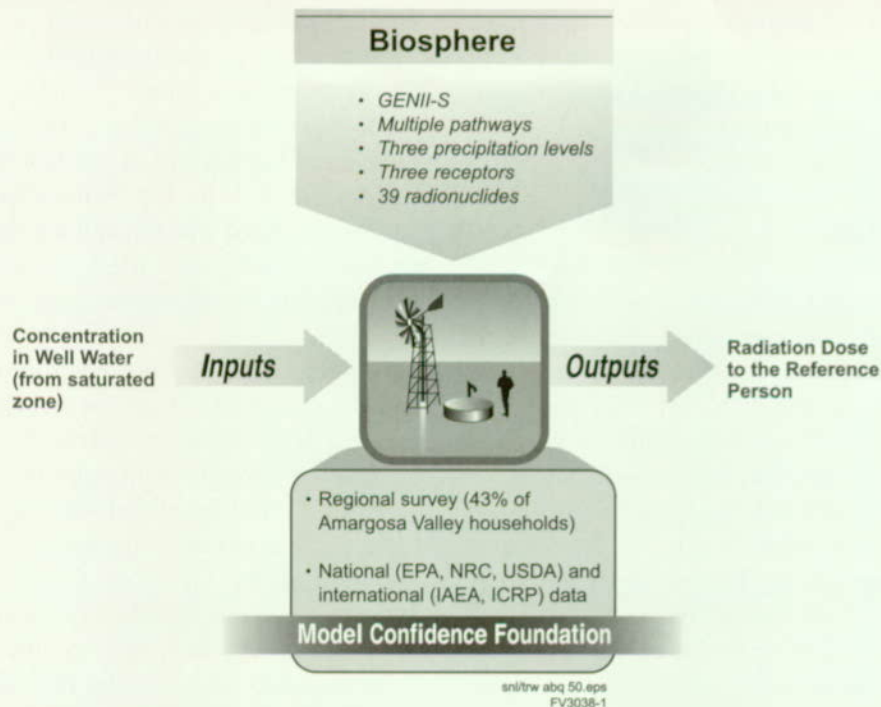 Biosphere
• GENII-S
• Multiple pathways
• Three precipitation levels
• Three receptors
• 39 radionuclides
Concentration
in Well Water
(from saturated
zone)
Inputs
Outputs
Radiation Dose
to the Reference
Person
• Regional survey (43% of
Amargosa Valley households)
• National (EPA, NRC, USDA) and
international (IAEA, ICRP) data
Model Confidence Foundation
snl/trw abq 50.eps
FV3038-1